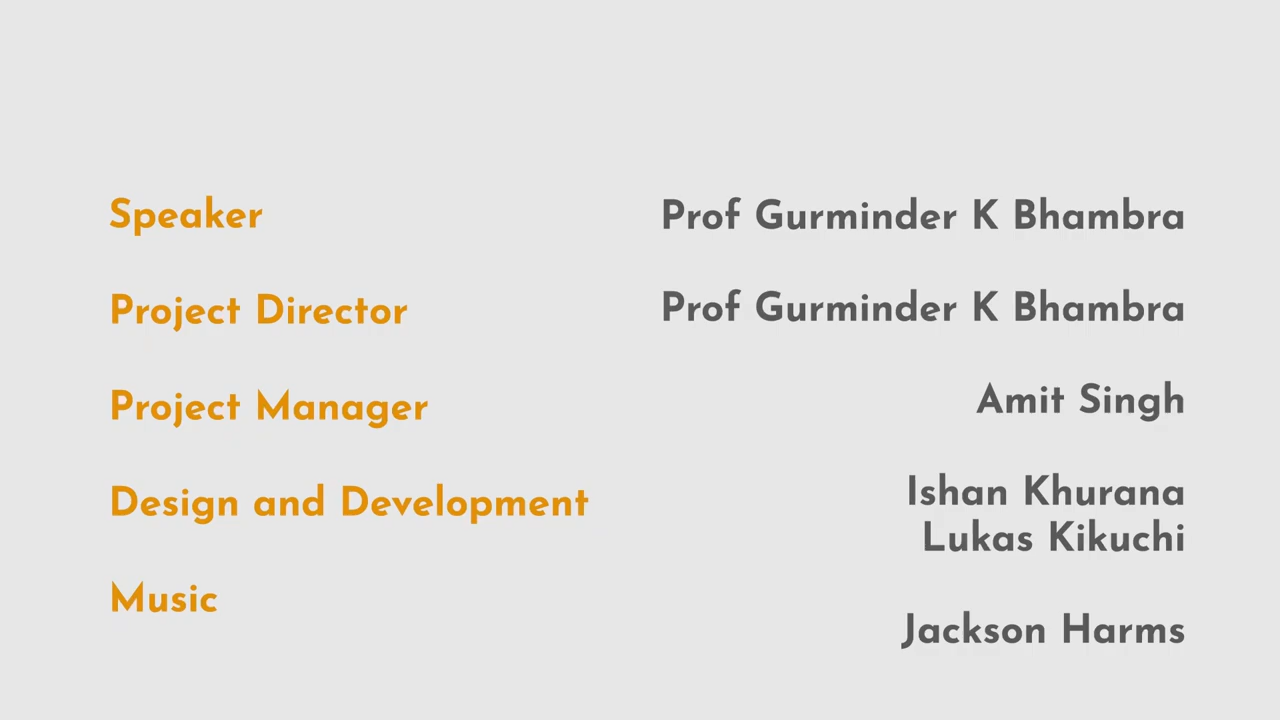 Speaker Prof Gurminder K Bhambra
Project Director Prof Gurminder K Bhambra
Project Manager Amit Singh
Design and Development Ishan Khurana
Lukas Kikuchi
Music Jackson Harms